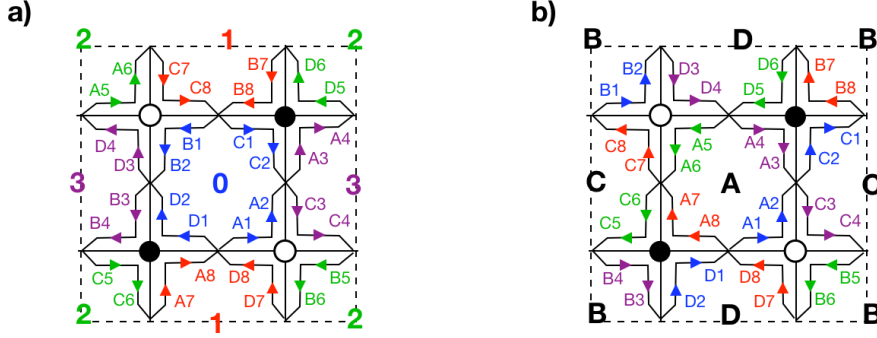 a)
b)
2 1 2
A6 C7 B7 D6
A5 C8 B8 D5
D4 B1 C1 A4
D3 B2 C2 A3
3 0 3
B3 D2 A2 C3
B4 D1 A1 C4
C5 A8 D8 B5
C6 A7 D7 B6
2 1 2
B D B
B2 D3 D6 B7
B1 D4 D5 B8
C8 A5 A4 C1
C7 A6 A3 C2
C A C
C6 A7 A2 C3
C5 A8 A1 C4
B4 D1 D8 B5
B3 D2 D7 B6
B D B